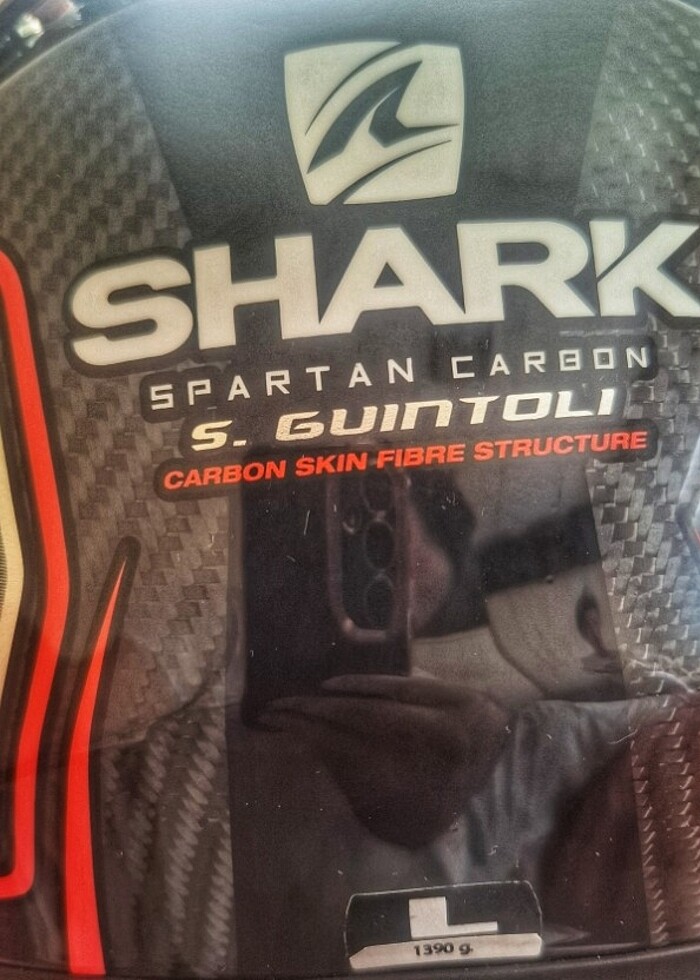 SHARK
SPARTAN CARBON
S. GUINTOLI
CARBON SKIN FIBRE STRUCTURE
L
1390 g.